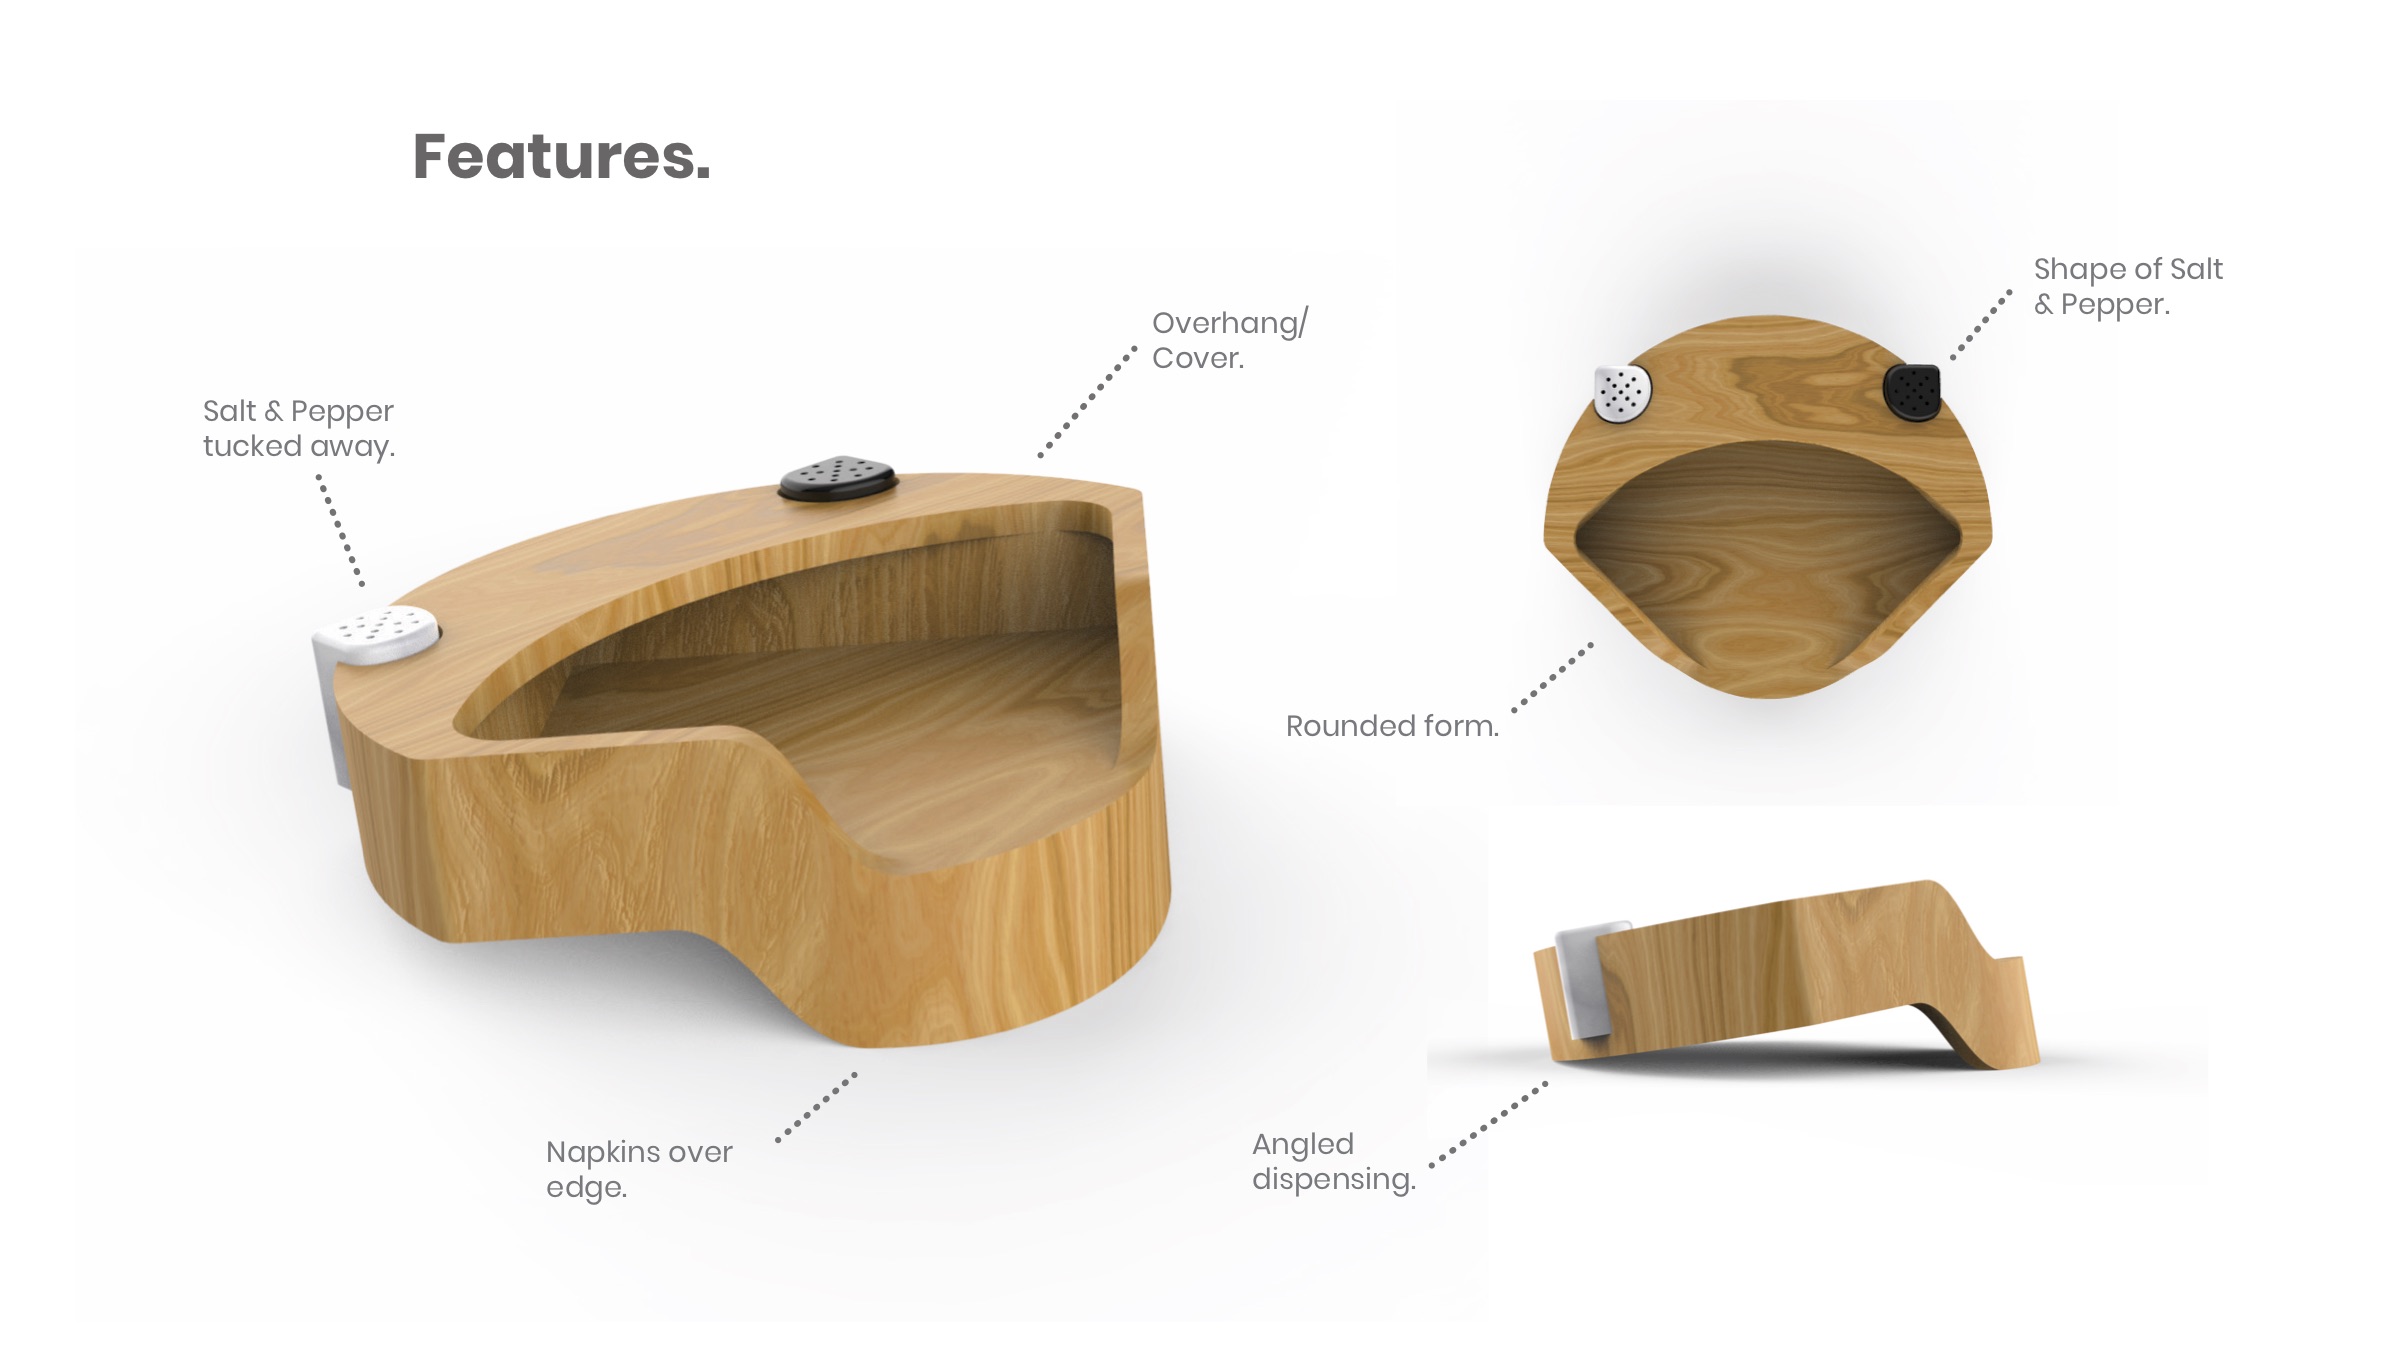 Features.
Salt & Pepper
tucked away.
Overhang/
Cover.
Shape of Salt
& Pepper.
Rounded form.
Napkins over
edge.
Angled
dispensing.